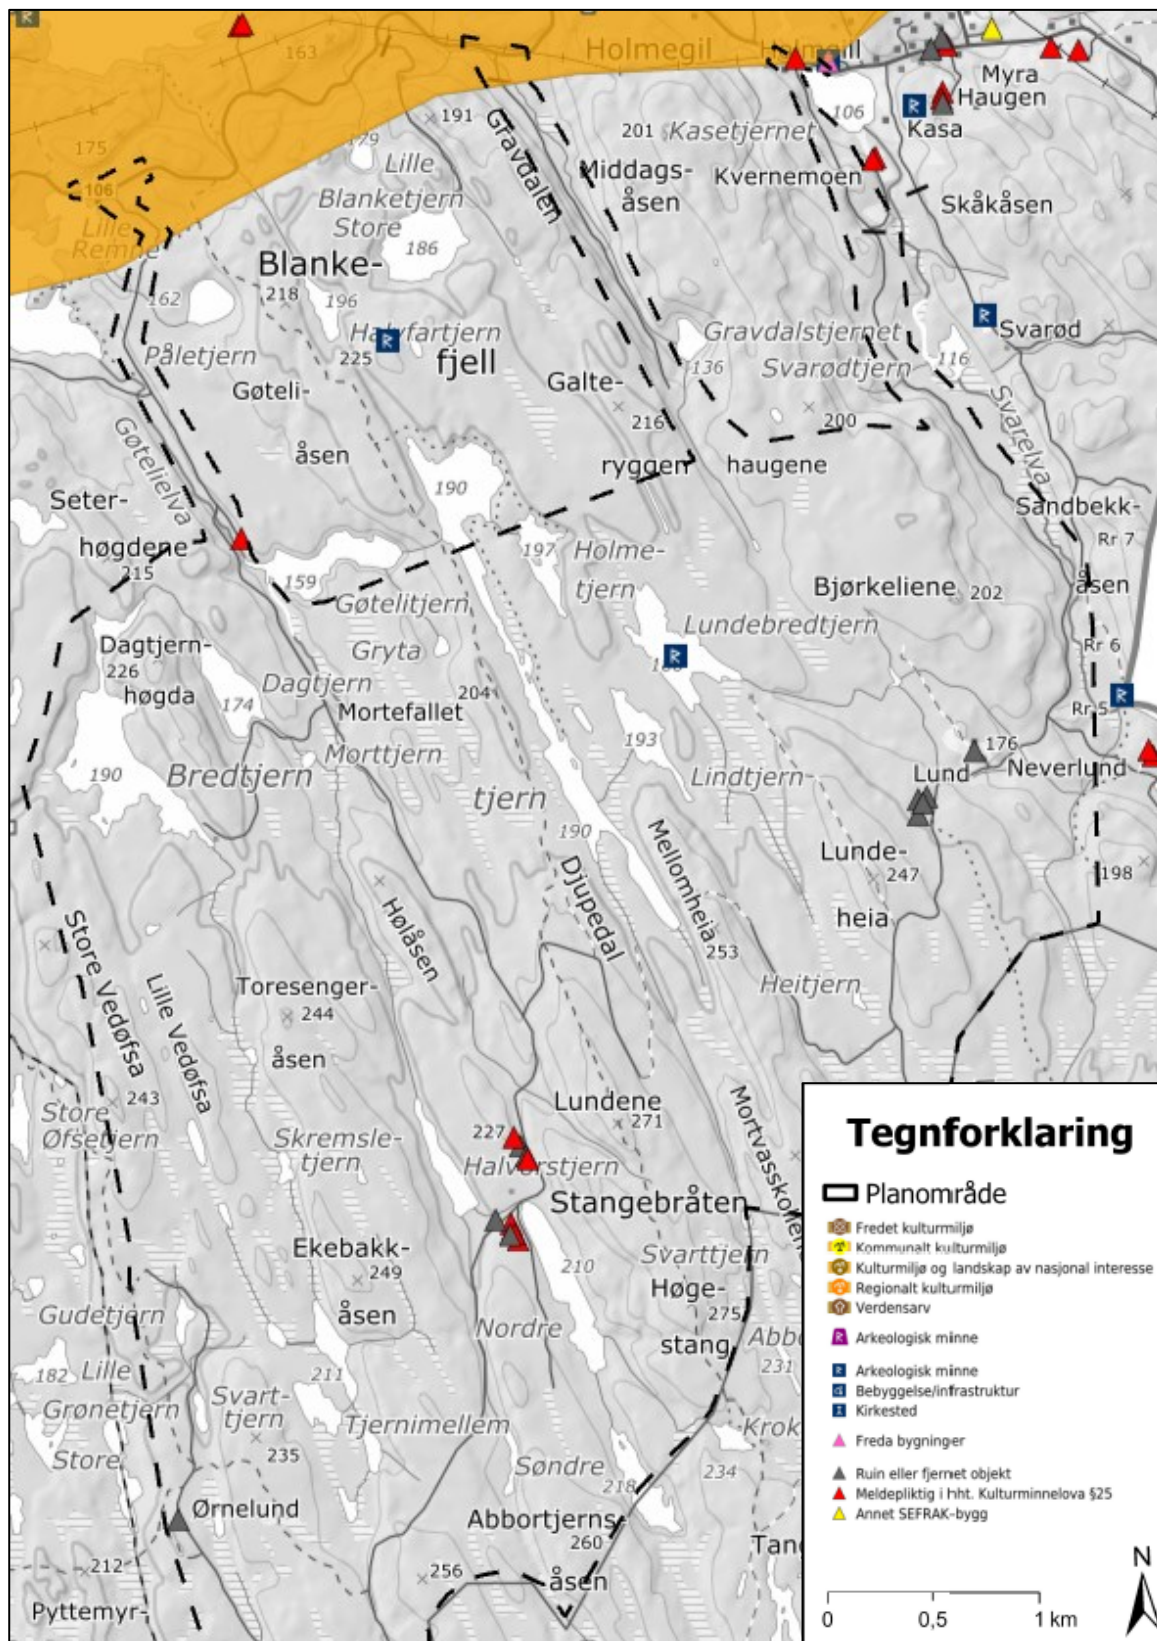 163
Holmegil
Holmgill
Myra
Haugen
106
Kasa
191
179
Lille
Blanketjern
Store
186
201
Kasetjernet
Middags-
åsen
Kvernemoen
Skåkåsen
Gravdalen
175
106
Lille
Remne
Blanke-
218
196
162
Halvfartjern
225
fjell
Påletjern
Gøteli-
åsen
Galte-
216
ryggen
136
Gravdalstjernet
Svarødtjern
116
Svarød
200
haugene
Svarelva
Gøtelielva
Seter-
høgdene
215
190
197
Holme-
tjern
159
Gøtelitjern
Gryta
Sandbekk-
Rr 7
åsen
Bjørkeliene
202
Lundebredtjern
Rr 6
Rr 5
Dagtjern-
226
høgda
174
Dagtjern
204
Mortefallet
Morttjern
190
Bredtjern
tjern
193
Lindtjern
176
Lund
Neverlund
190
Mellomheia
253
Djupedal
Lunde-
247
heia
198
Hølåsen
Store Vedøfsa
Lille Vedøfsa
Toresenger-
244
åsen
Heitjern
243
Store
Øfsetjern
Skremsle-
tjern
227
Halvorstjern
Lundene
271
Stangebråten
Ekebakk-
249
åsen
210
Svarttjern
Høge-
275
stang
231
Gudetjern
182
Lille
Grønetjern
Store
211
Svart-
tjern
235
Nordre
Tjernimellem
Søndre
218
234
Krok
Ørnelund
212
Pyttemyr-
Abbortjerns
260
256
åsen
Tegnforklaring
Planområde
Fredet kulturmiljø
Kommunalt kulturmiljø
Kulturmiljø og landskap av nasjonal interesse
Regionalt kulturmiljø
Verdensarv
Arkeologisk minne
Arkeologisk minne
Bebyggelse/infrastruktur
Kirkested
Freda bygninger
Ruin eller fjernet objekt
Meldepliktig i hht. Kulturminnelova §25
Annet SEFRAK-bygg
N
0
0,5
1 km